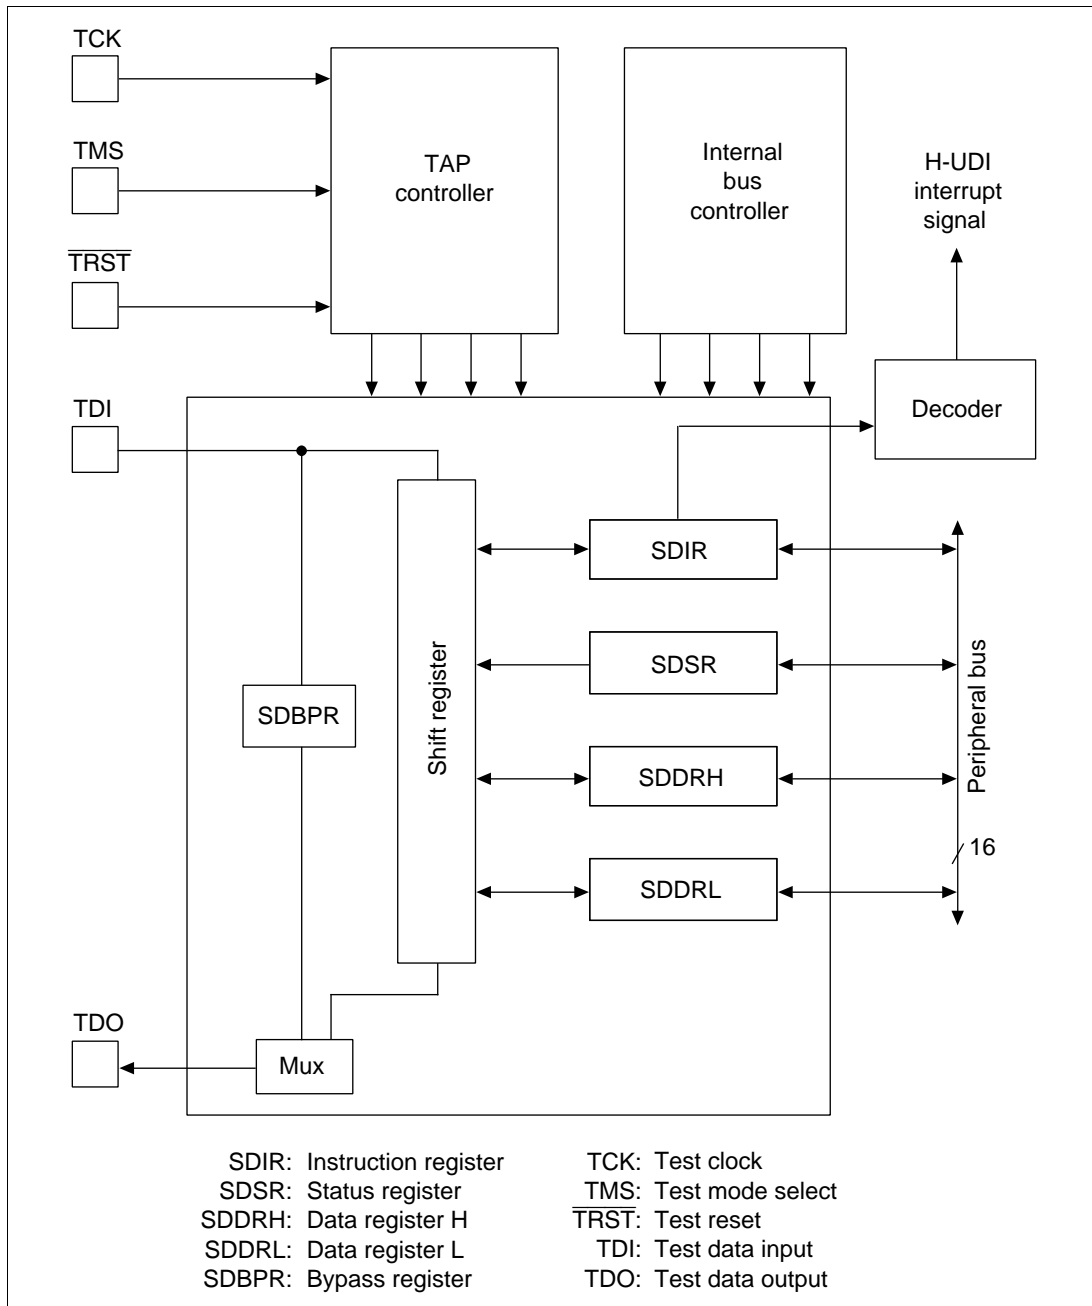 TCK
TMS
TRST
TDI
TDO
TAP
controller
Internal
bus
controller
H-UDI
interrupt
signal
Decoder
SDIR
SDSR
SDDRH
SDDRL
SDBPR
Shift register
Peripheral bus
16
Mux
SDIR: Instruction register
SDSR: Status register
SDDRH: Data register H
SDDRL: Data register L
SDBPR: Bypass register
TCK: Test clock
TMS: Test mode select
TRST: Test reset
TDI: Test data input
TDO: Test data output